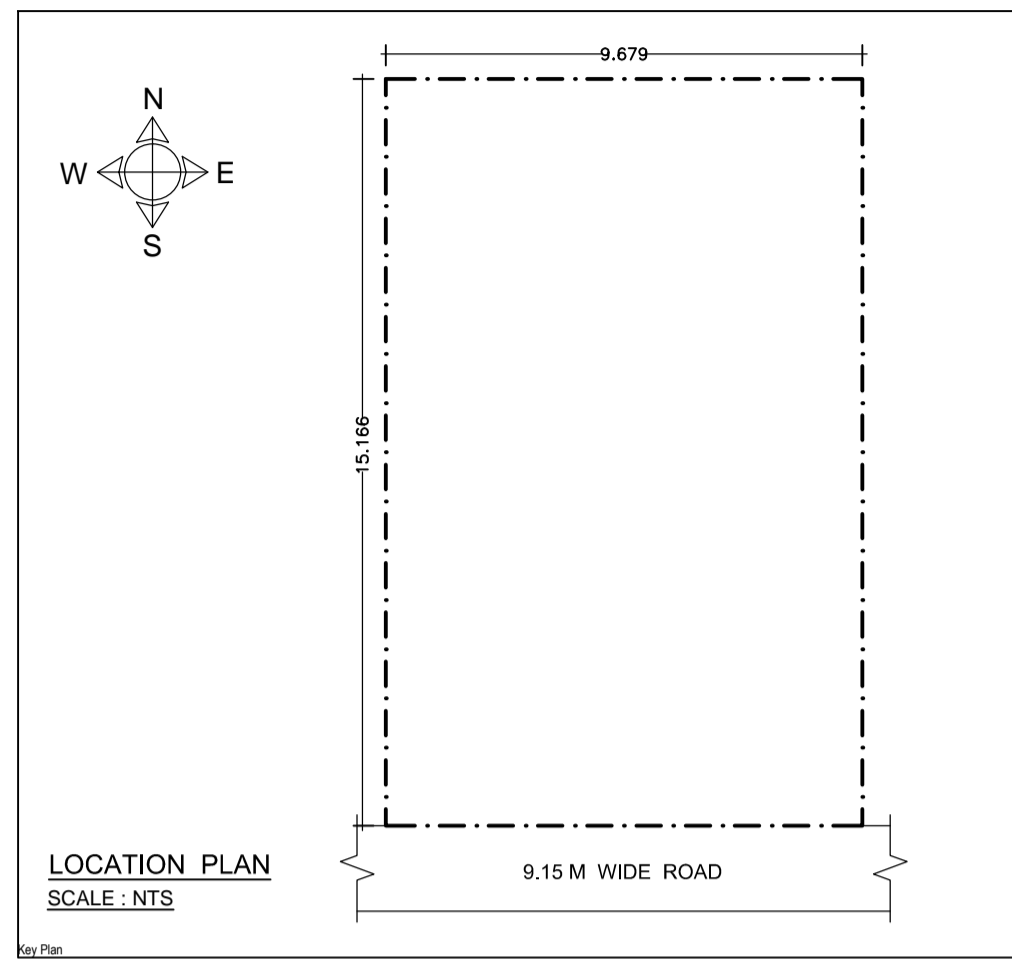 9.679
N
W E
S
15.166
LOCATION PLAN
SCALE : NTS
9.15 M WIDE ROAD
Key Plan